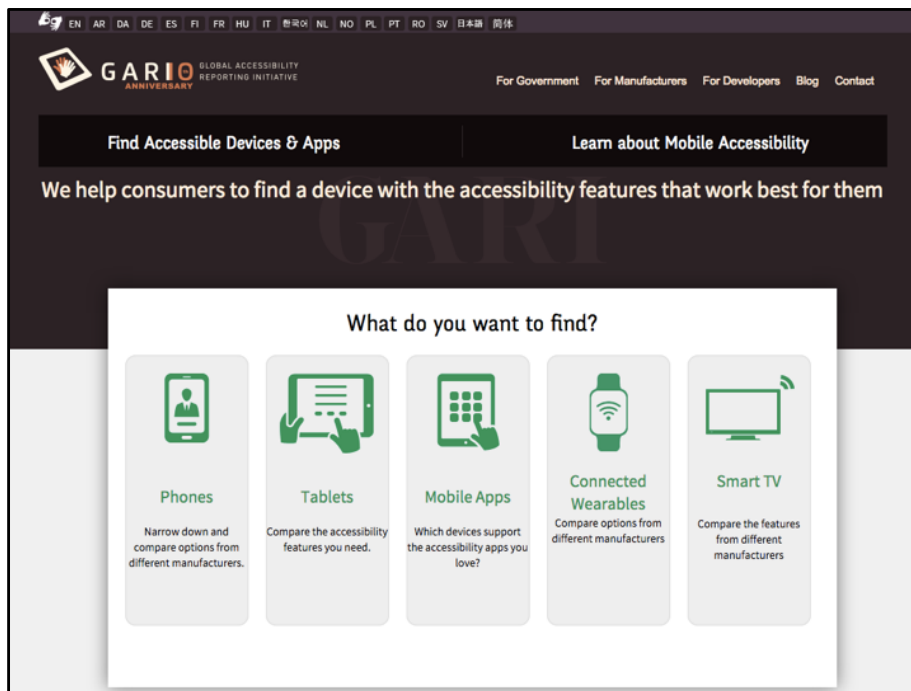 EN AR DA DE ES FI FR HU IT 한국어 NL NO PL PT RO SV 日本語 简体
GARI10 GLOBAL ACCESSIBILITY
REPORTING INITIATIVE
ANNIVERSARY
For Government For Manufacturers For Developers Blog Contact
Find Accessible Devices & Apps Learn about Mobile Accessibility
We help consumers to find a device with the accessibility features that work best for them
GARI
What do you want to find?
Phones
Narrow down and
compare options from
different manufacturers.
Tablets
Compare the accessibility
features you need.
Mobile Apps
Which devices support
the accessibility apps you
love?
Connected
Wearables
Compare options from
different manufacturers
Smart TV
Compare the features
from different
manufacturers